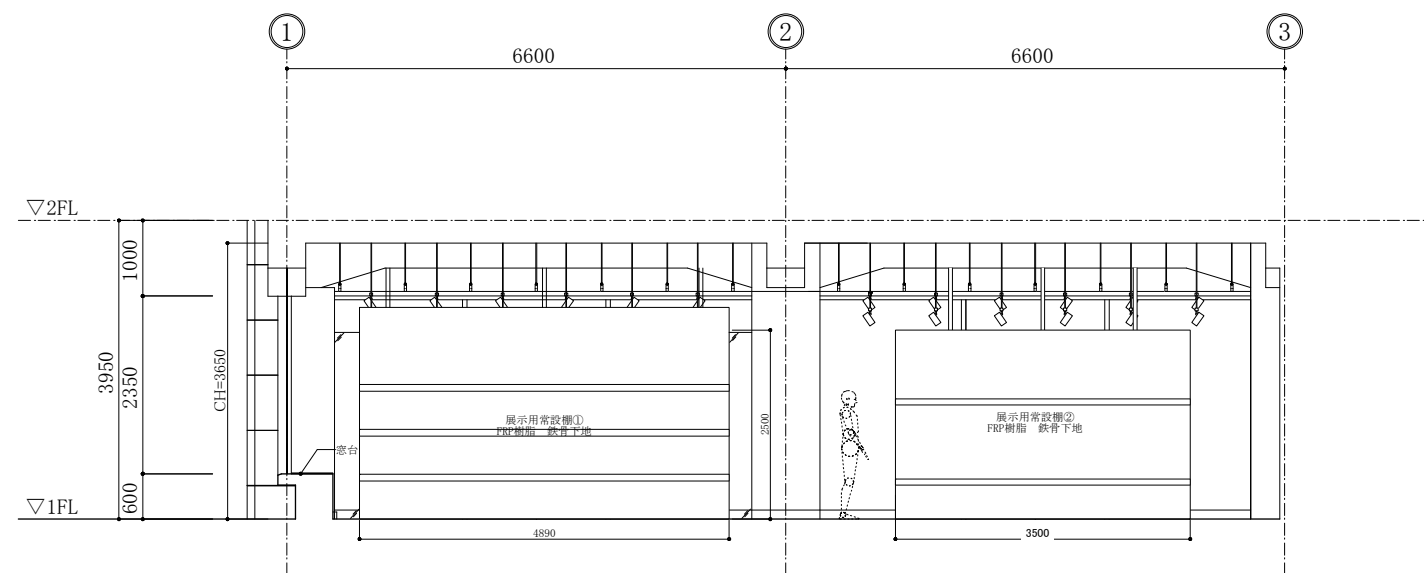 ① ② ③
6600 6600
▽2FL
1000
3950
2350
CH=3650
600
▽1FL
展示用常設棚①
FRP樹脂　鉄骨下地
窓台
2500
4890
展示用常設棚②
FRP樹脂　鉄骨下地
3500